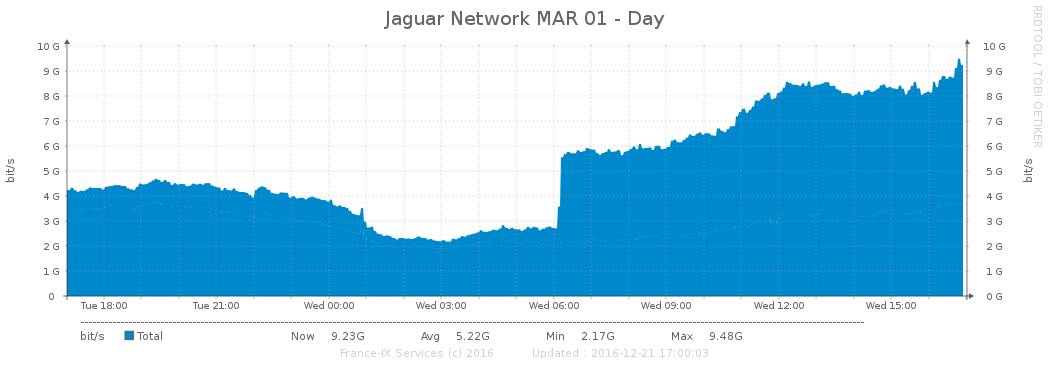 Jaguar Network MAR 01 - Day
RRDTOOL / TOBI OETIKER
10 G 10 G
9 G 9 G
8 G 8 G
7 G 7 G
6 G 6 G
5 G 5 G
4 G 4 G
3 G 3 G
2 G 2 G
1 G 1 G
0 0 G
bit/s bit/s
Tue 18:00 Tue 21:00 Wed 00:00 Wed 03:00 Wed 06:00 Wed 09:00 Wed 12:00 Wed 15:00
bit/s Total Now 9.23G Avg 5.22G Min 2.17G Max 9.48G
France-IX Services (c) 2016 Updated : 2016-12-21 17:00:03